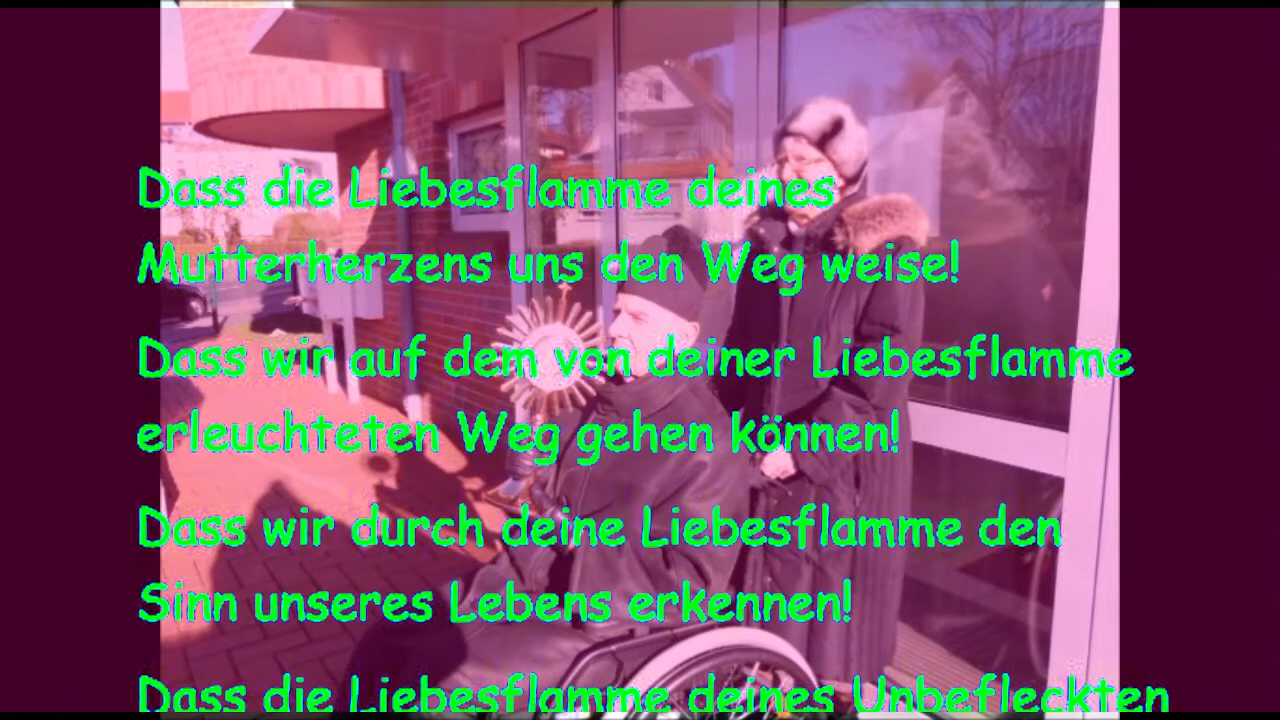 Dass die Liebesflamme deines
Mutterherzens uns den Weg weise!
Dass wir auf dem von deiner Liebesflamme
erleuchteten Weg gehen können!
Dass wir durch deine Liebesflamme den
Sinn unseres Lebens erkennen!
Dass die Liebesflamme deines Unbefleckten